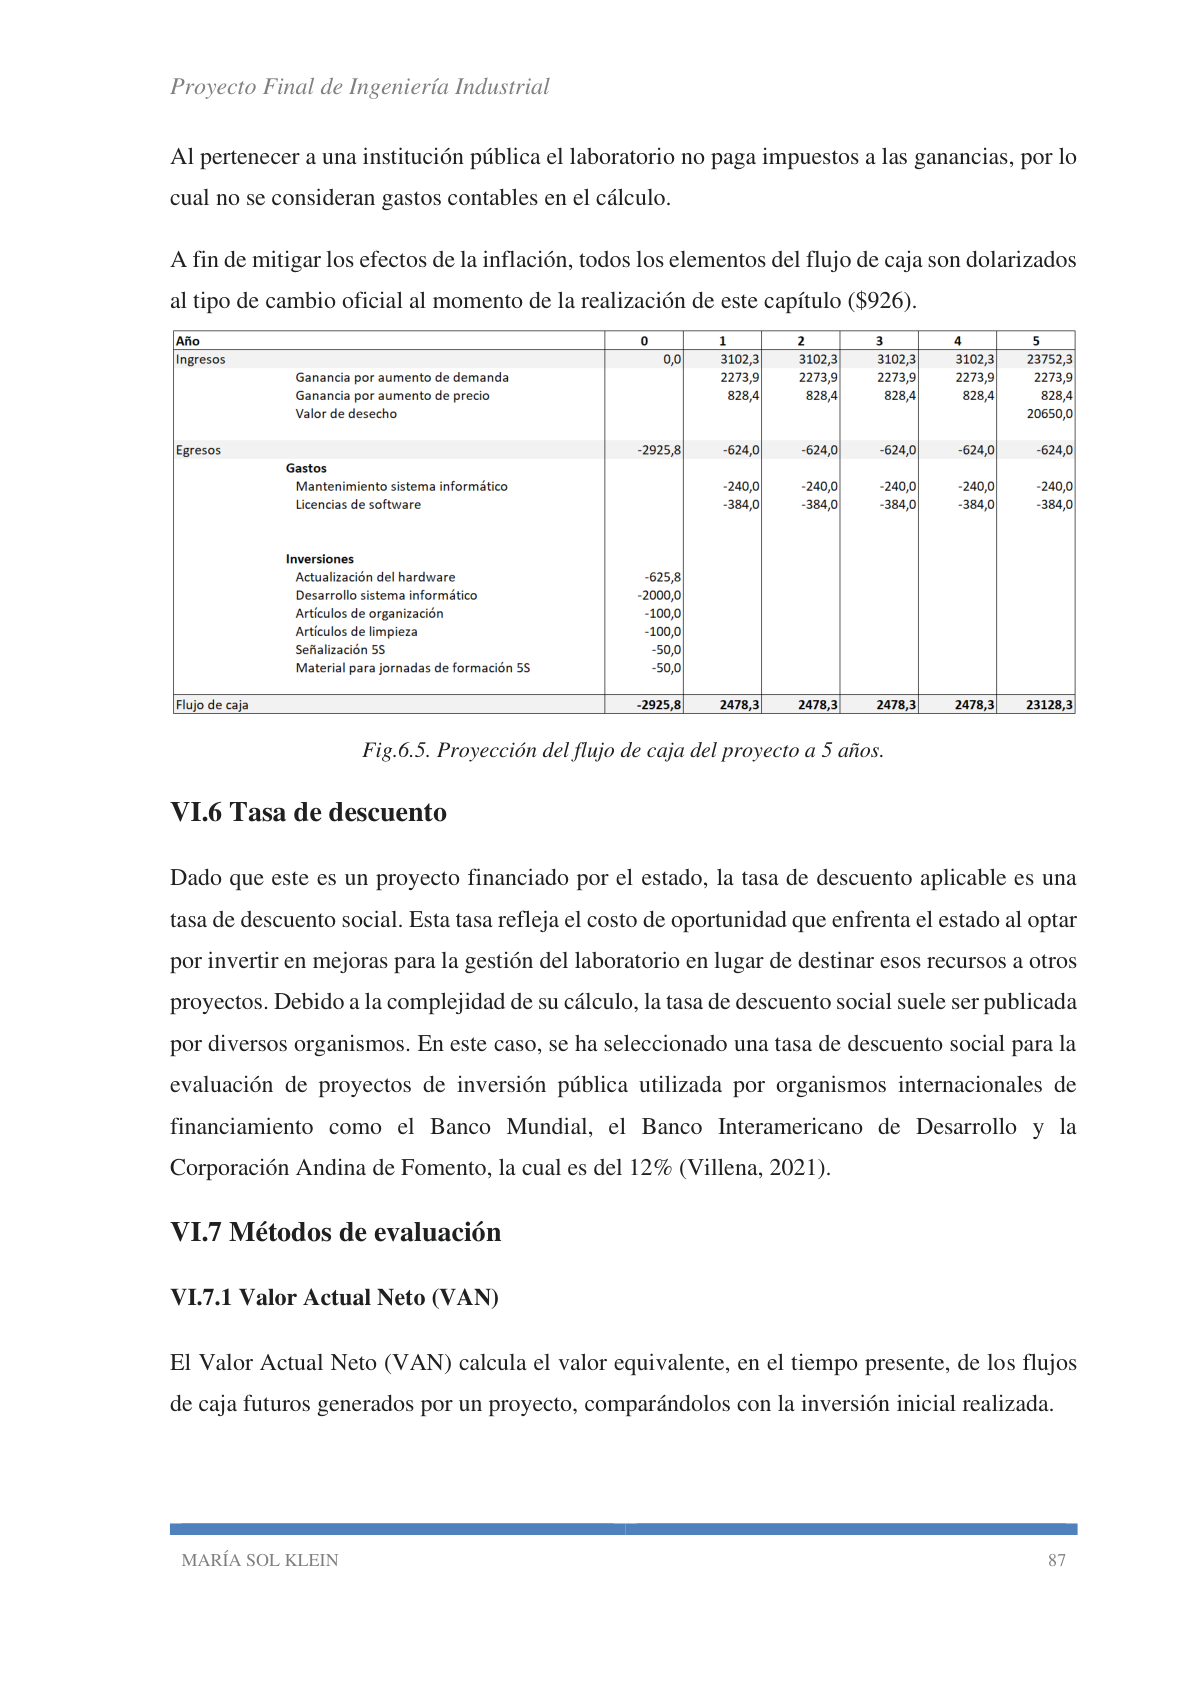 Proyecto Final de Ingeniería Industrial
Al pertenecer a una institución pública el laboratorio no paga impuestos a las ganancias, por lo
cual no se consideran gastos contables en el cálculo.
A fin de mitigar los efectos de la inflación, todos los elementos del flujo de caja son dolarizados
al tipo de cambio oficial al momento de la realización de este capítulo ($926).
Año 0 1 2 3 4 5
Ingresos 0,0 3102,3 3102,3 3102,3 3102,3 23752,3
Ganancia por aumento de demanda 2273,9 2273,9 2273,9 2273,9 2273,9
Ganancia por aumento de precio 828,4 828,4 828,4 828,4 828,4
Valor de desecho 20650,0
Egresos -2925,8 -624,0 -624,0 -624,0 -624,0 -624,0
Gastos
Mantenimiento sistema informático -240,0 -240,0 -240,0 -240,0 -240,0
Licencias de software -384,0 -384,0 -384,0 -384,0 -384,0
Inversiones
Actualización del hardware -625,8
Desarrollo sistema informático -2000,0
Artículos de organización -100,0
Artículos de limpieza -100,0
Señalización 5S -50,0
Material para jornadas de formación 5S -50,0
Flujo de caja -2925,8 2478,3 2478,3 2478,3 2478,3 23128,3
Fig.6.5. Proyección del flujo de caja del proyecto a 5 años.
VI.6 Tasa de descuento
Dado que este es un proyecto financiado por el estado, la tasa de descuento aplicable es una
tasa de descuento social. Esta tasa refleja el costo de oportunidad que enfrenta el estado al optar
por invertir en mejoras para la gestión del laboratorio en lugar de destinar esos recursos a otros
proyectos. Debido a la complejidad de su cálculo, la tasa de descuento social suele ser publicada
por diversos organismos. En este caso, se ha seleccionado una tasa de descuento social para la
evaluación de proyectos de inversión pública utilizada por organismos internacionales de
financiamiento como el Banco Mundial, el Banco Interamericano de Desarrollo y la
Corporación Andina de Fomento, la cual es del 12% (Villena, 2021).
VI.7 Métodos de evaluación
VI.7.1 Valor Actual Neto (VAN)
El Valor Actual Neto (VAN) calcula el valor equivalente, en el tiempo presente, de los flujos
de caja futuros generados por un proyecto, comparándolos con la inversión inicial realizada.
MARÍA SOL KLEIN 87